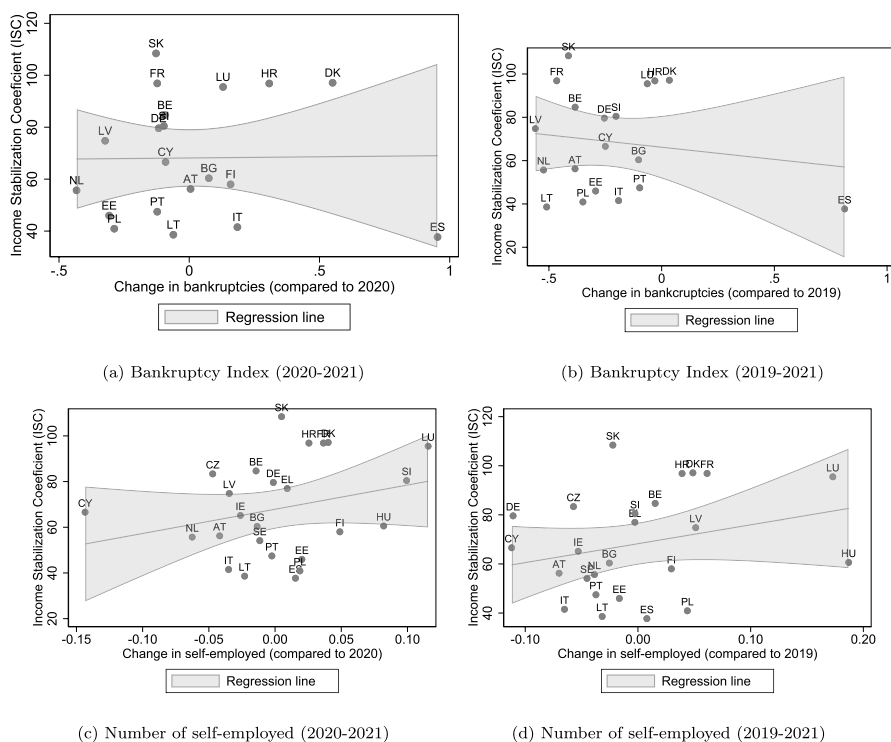 Income Stabilization Coeeficient (ISC)
120
100
80
60
40
SK
FR
LU
HR
DK
BE
SI
DE
LV
CY
BG
FI
AT
NL
PT
EE
PL
LT
IT
ES
-.5 0 .5 1
Change in bankruptcies (compared to 2020)
Regression line
(a) Bankruptcy Index (2020-2021)
Income Stabilization Coeeficient (ISC)
100
80
60
40
20
SK
FR
LU
HR
DK
BE
DE
SI
LV
CY
BG
NL
AT
PT
EE
PL
IT
LT
ES
-.5 0 .5 1
Change in bankcruptcies (compared to 2019)
Regression line
(b) Bankruptcy Index (2019-2021)
Income Stabilization Coeeficient (ISC)
100
80
60
40
20
SK
HR
FR
DK
LU
CZ
BE
DE
EL
SI
LV
CY
IE
BG
HU
NL
AT
SE
FI
PT
EE
IT
PL
LT
ES
-0.15 -0.10 -0.05 0.00 0.05 0.10
Change in self-employed (compared to 2020)
Regression line
(c) Number of self-employed (2020-2021)
Income Stabilization Coeeficient (ISC)
120
100
80
60
40
SK
HR
DK
FR
LU
CZ
BE
DE
SI
EL
LV
CY
IE
BG
HU
AT
SE
NL
FI
PT
EE
IT
LT
ES
PL
-0.10 0.00 0.10 0.20
Change in self-employed (compared to 2019)
Regression line
(d) Number of self-employed (2019-2021)